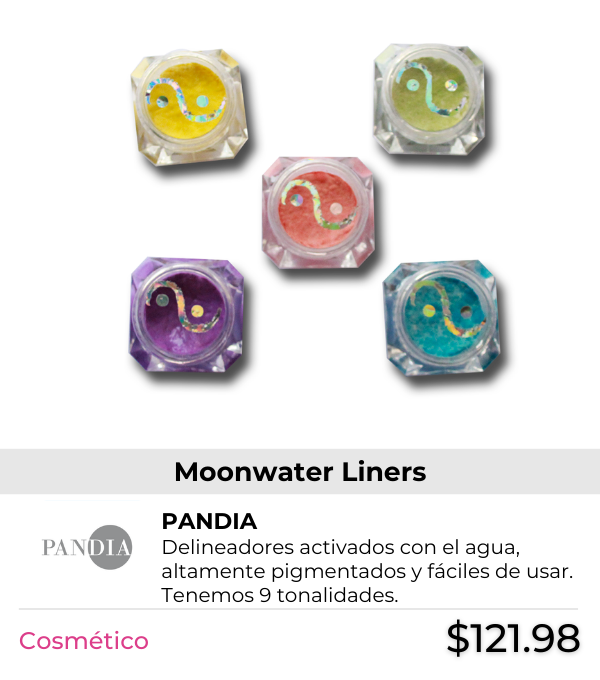 Moonwater Liners
PANDIA
PANDIA
Delineadores activados con el agua,
altamente pigmentados y fáciles de usar.
Tenemos 9 tonalidades.
Cosmético
$121.98